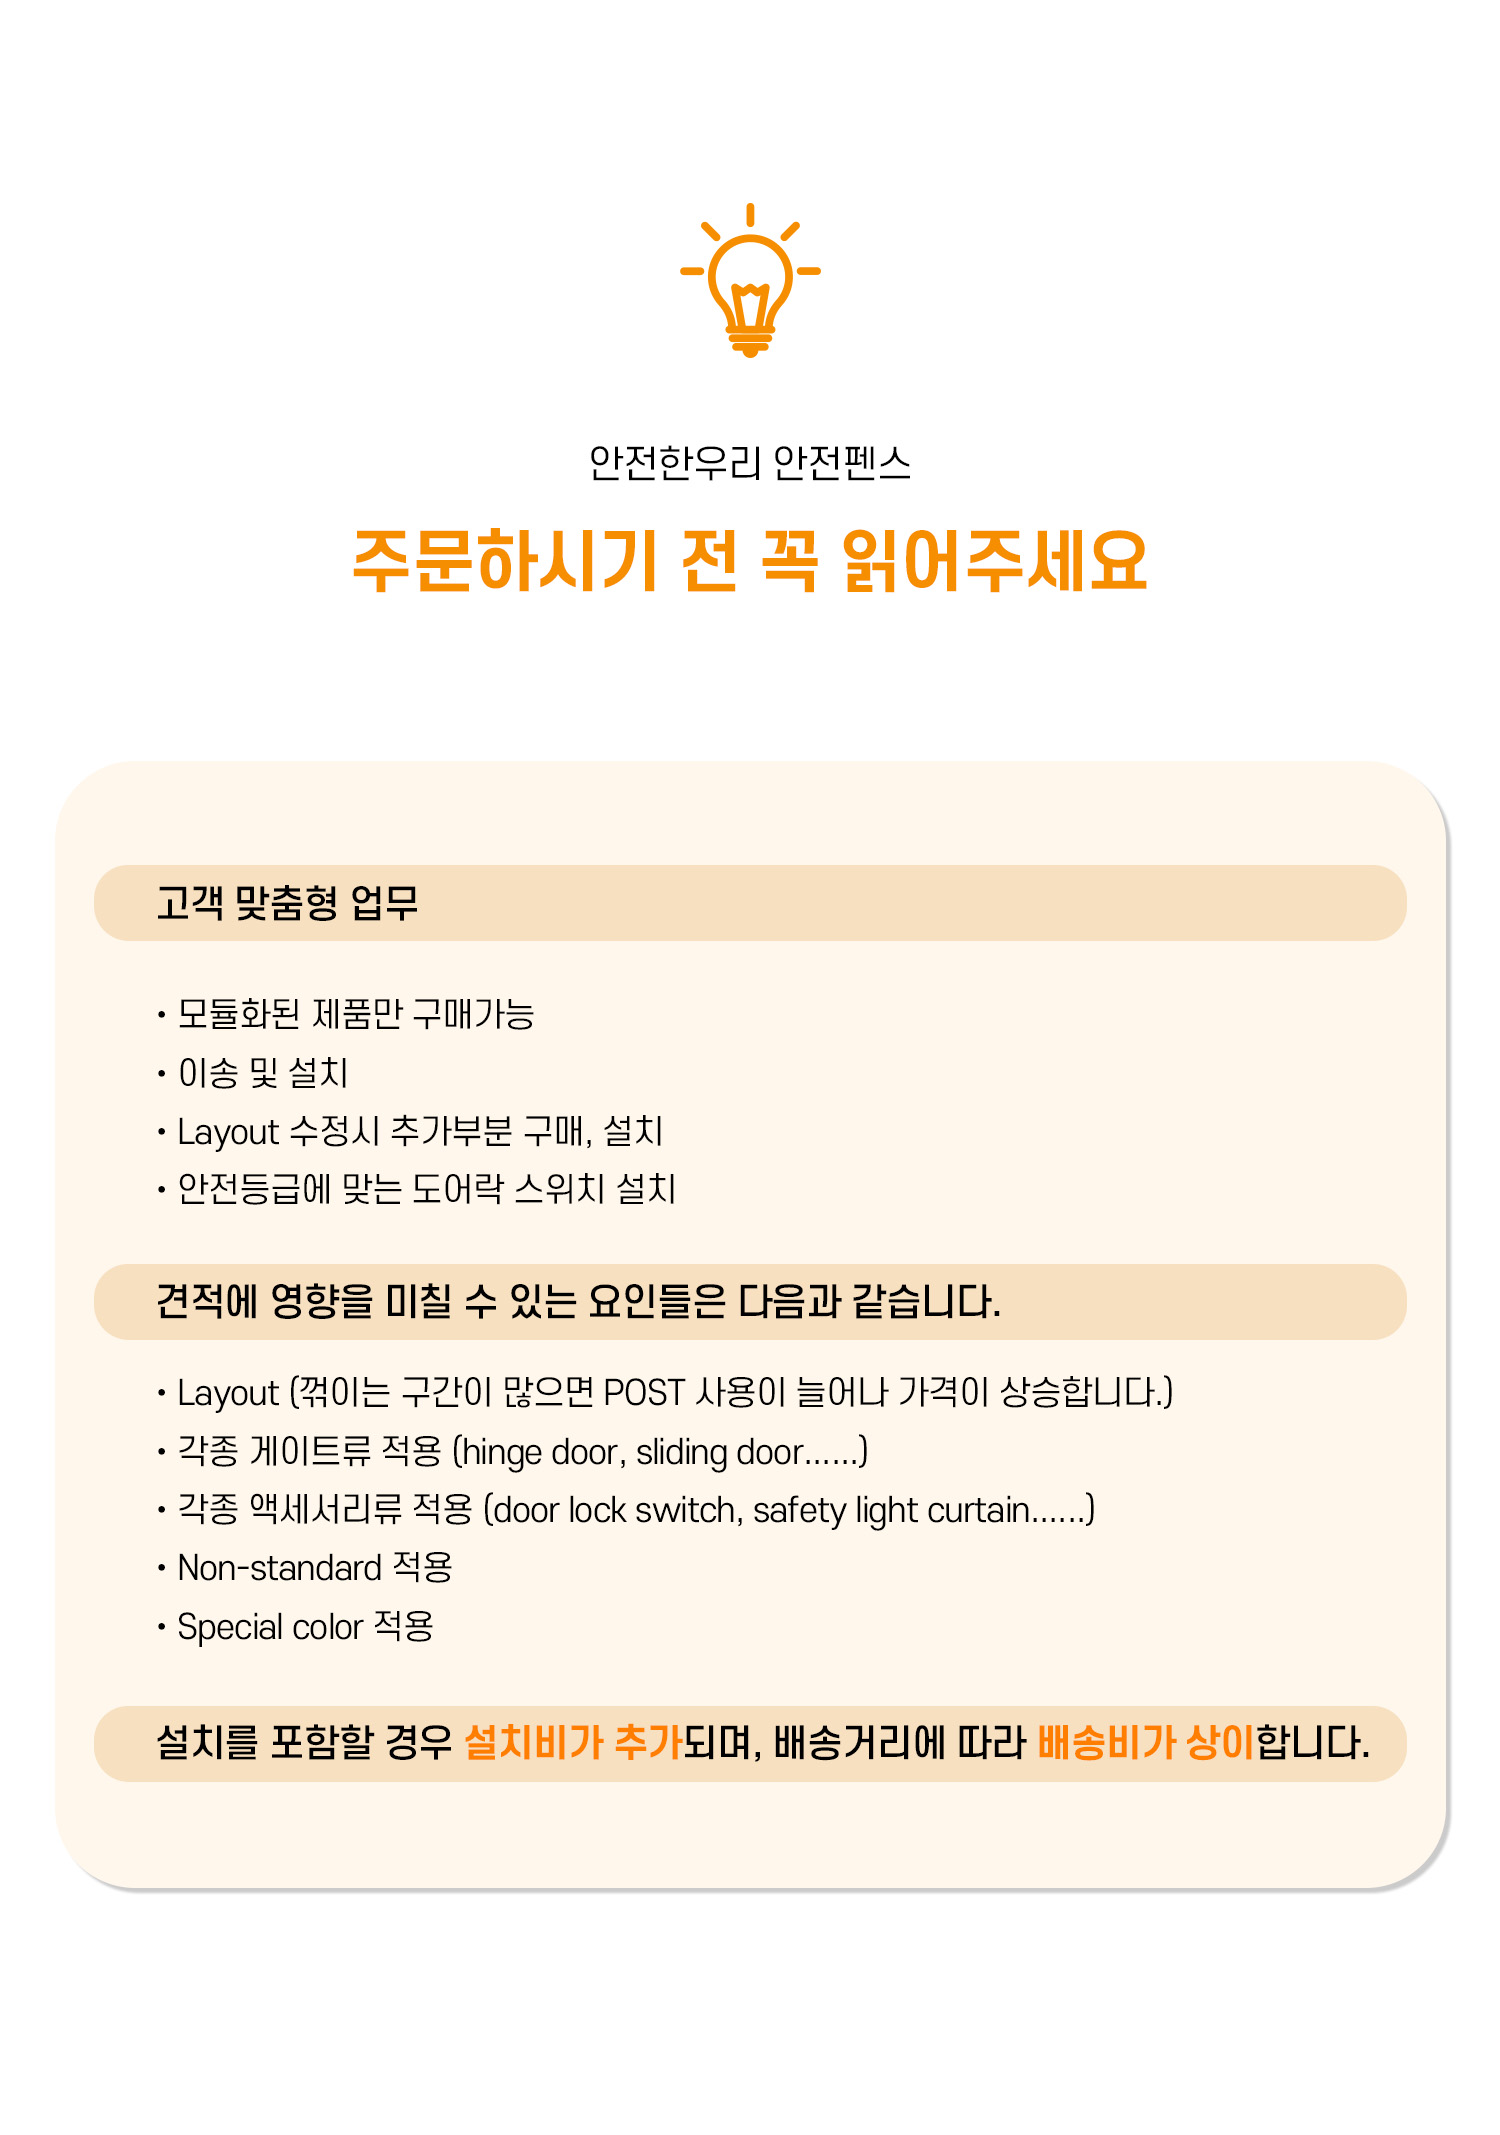 안전한우리 안전펜스
주문하시기 전 꼭 읽어주세요
고객 맞춤형 업무
• 모듈화된 제품만 구매가능
• 이송 및 설치
• Layout 수정시 추가부분 구매, 설치
• 안전등급에 맞는 도어락 스위치 설치
견적에 영향을 미칠 수 있는 요인들은 다음과 같습니다.
• Layout (꺾이는 구간이 많으면 POST 사용이 늘어나 가격이 상승합니다.)
• 각종 게이트류 적용 (hinge door, sliding door……)
• 각종 액세서리류 적용 (door lock switch, safety light curtain……)
• Non-standard 적용
• Special color 적용
설치를 포함할 경우 설치비가 추가되며, 배송거리에 따라 배송비가 상이합니다.